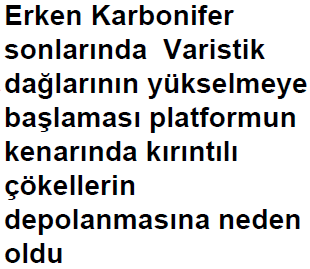 Erken Karbonifer
sonlarında  Varistik
dağlarının yükselmeye
başlaması platformun
kenarında kırıntılı
çökellerin
depolanmasına neden
oldu